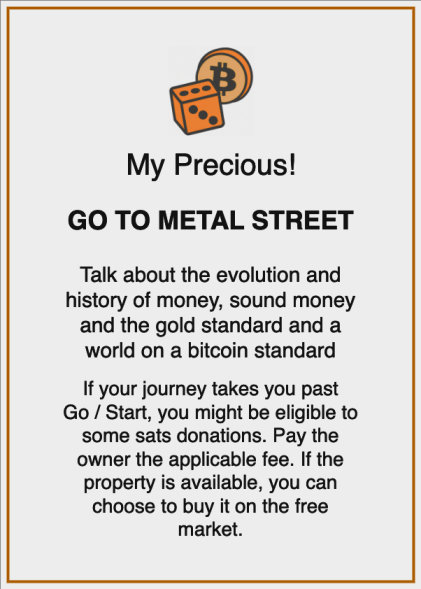 My Precious!
GO TO METAL STREET
Talk about the evolution and
history of money, sound money
and the gold standard and a
world on a bitcoin standard
If your journey takes you past
Go / Start, you might be eligible to
some sats donations. Pay the
owner the applicable fee. If the
property is available, you can
choose to buy it on the free
market.